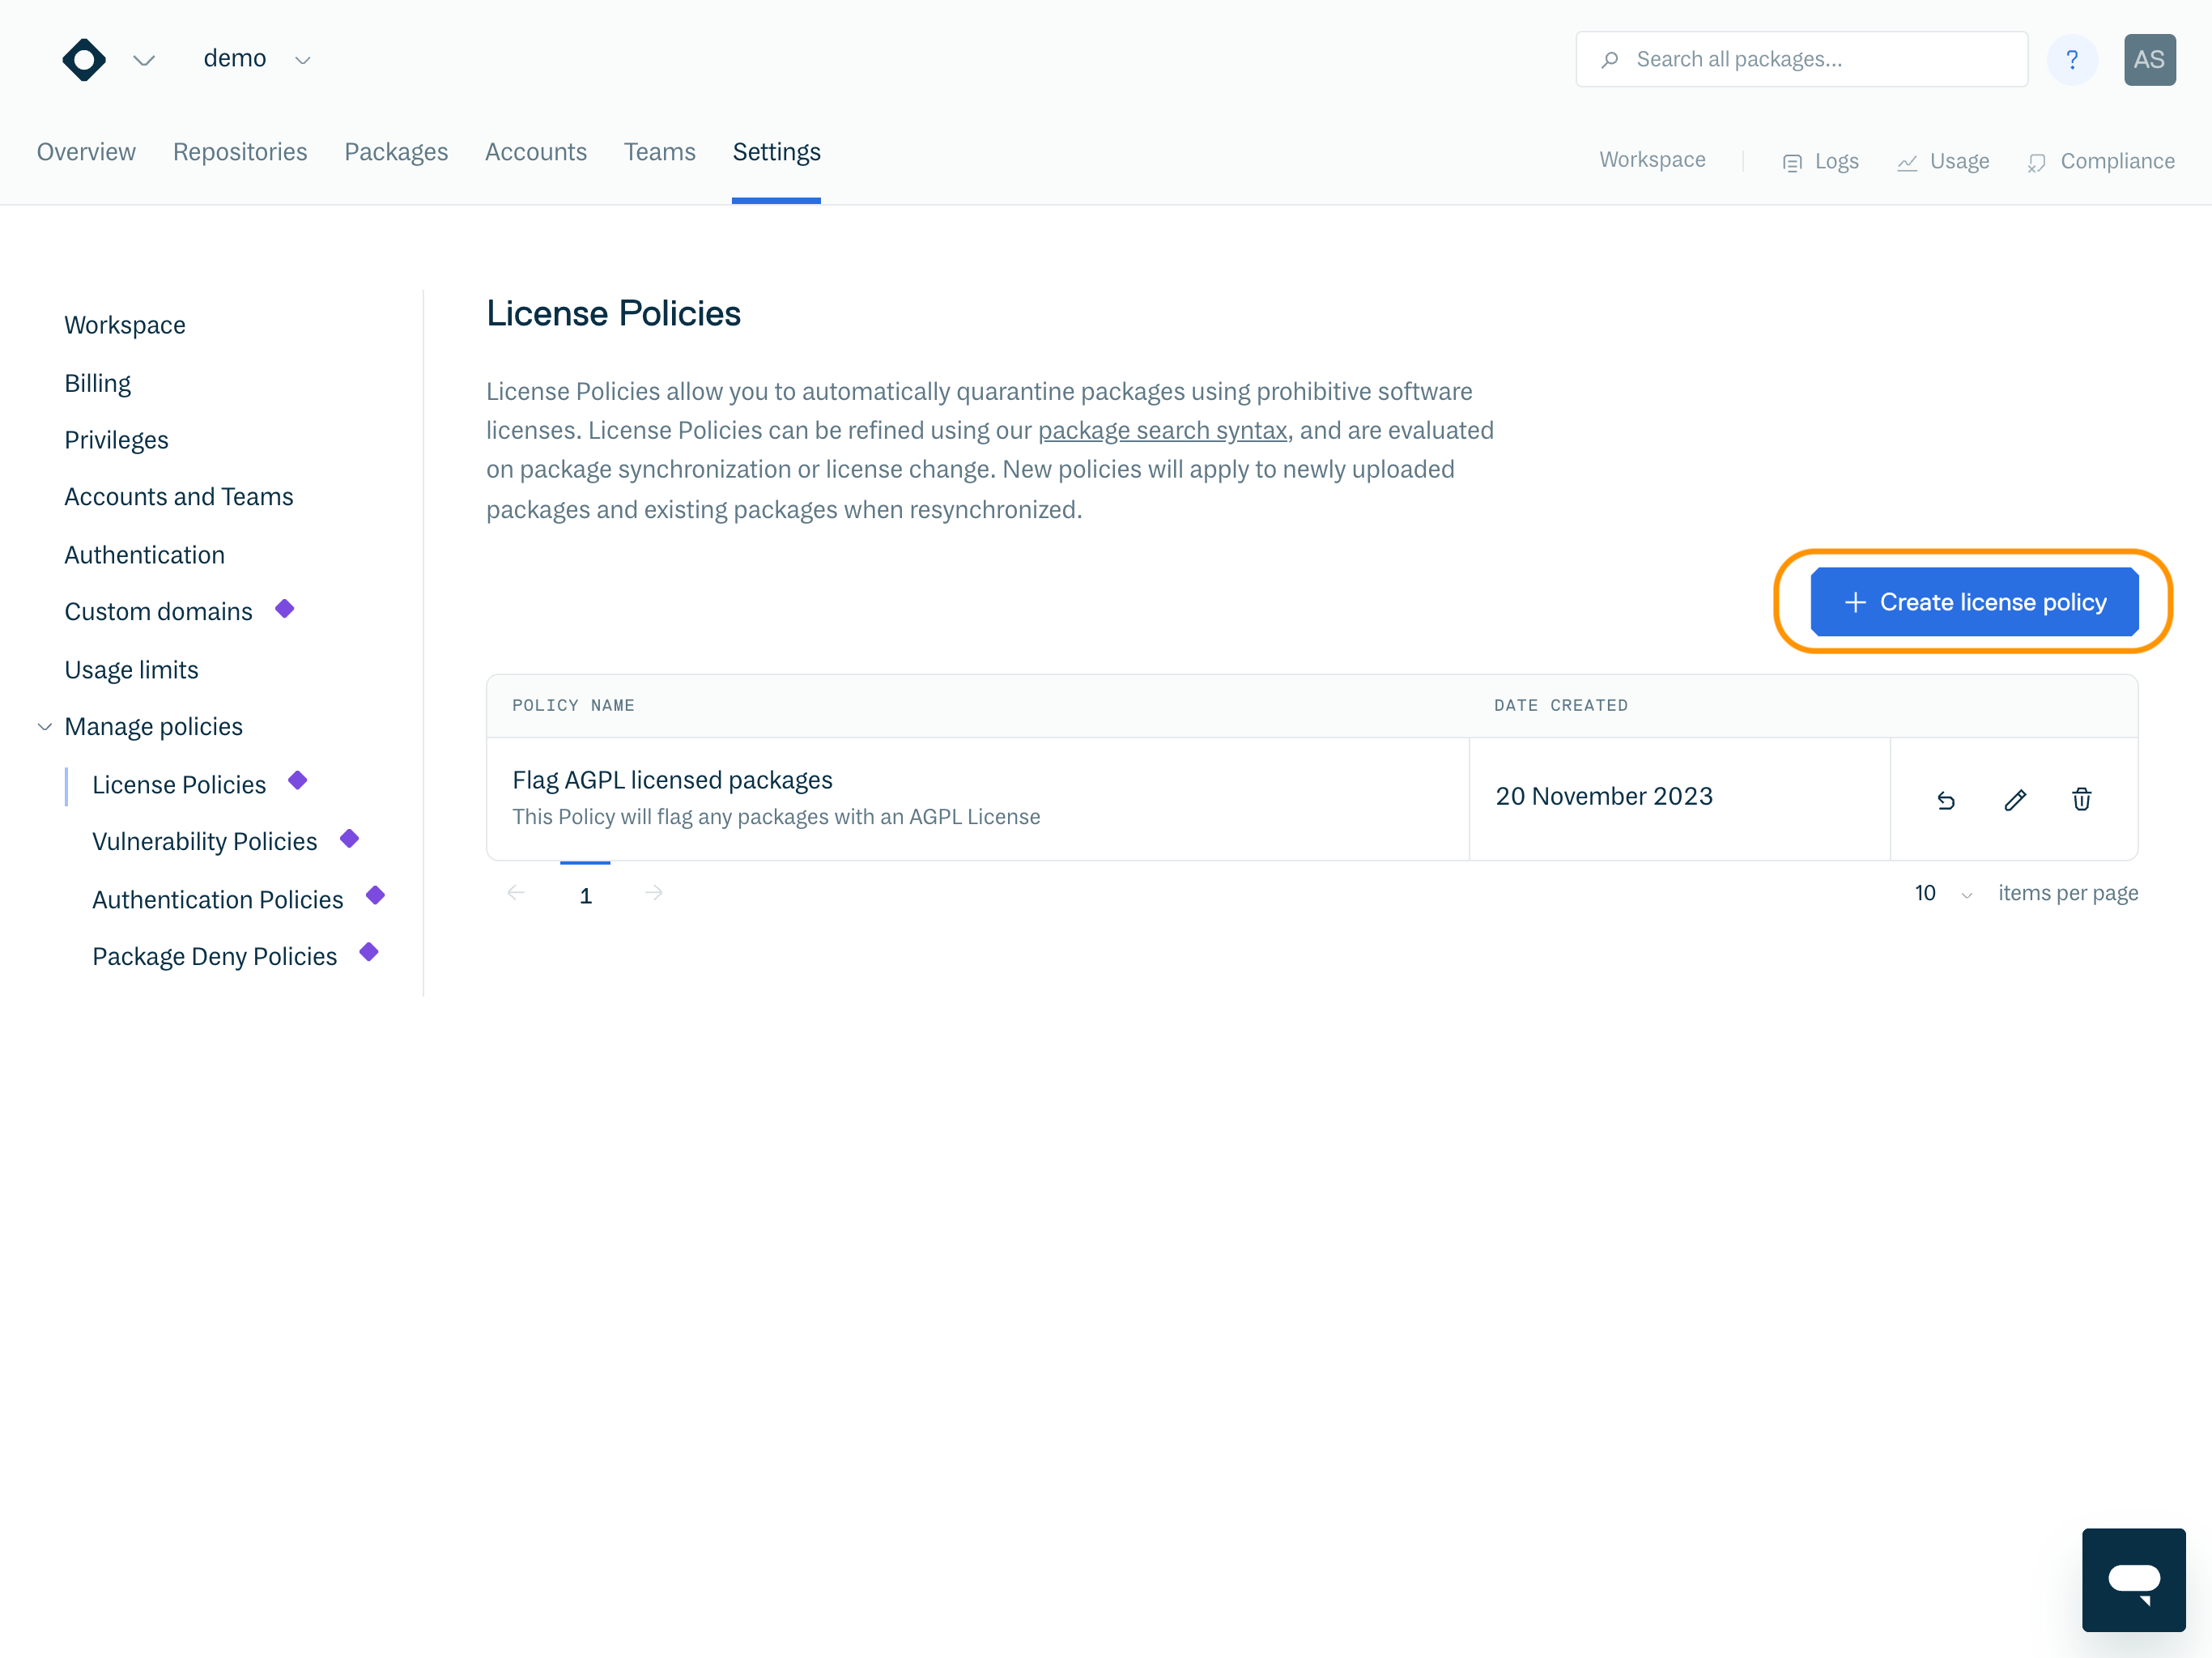 demo
Search all packages...
?
AS
Overview
Repositories
Packages
Accounts
Teams
Settings
Workspace
Logs
Usage
Compliance
Workspace
Billing
Privileges
Accounts and Teams
Authentication
Custom domains
Usage limits
Manage policies
License Policies
Vulnerability Policies
Authentication Policies
Package Deny Policies
License Policies
License Policies allow you to automatically quarantine packages using prohibitive software
licenses. License Policies can be refined using our package search syntax, and are evaluated
on package synchronization or license change. New policies will apply to newly uploaded
packages and existing packages when resynchronized.
Create license policy
POLICY NAME
DATE CREATED
Flag AGPL licensed packages
This Policy will flag any packages with an AGPL License
20 November 2023
1
10
items per page